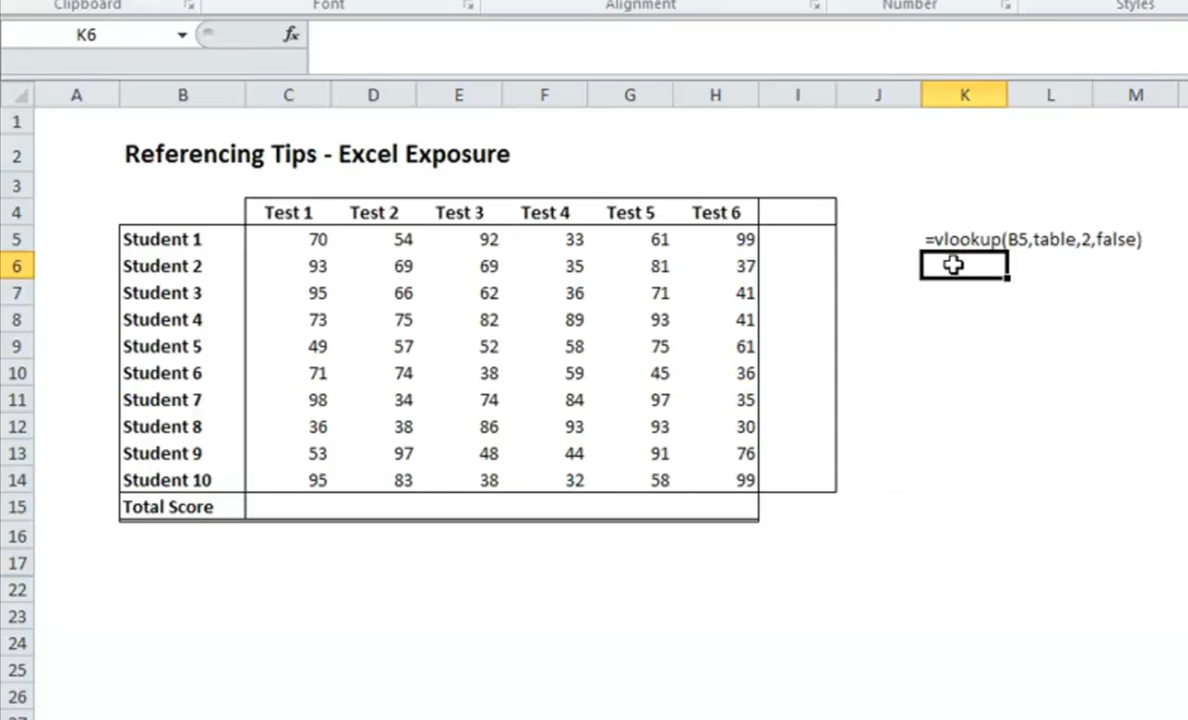 Clipboard Font Alignment Number Styles
K6 fx
A B C D E F G H I J K L M
1
2 Referencing Tips - Excel Exposure
3
4 Test 1 Test 2 Test 3 Test 4 Test 5 Test 6
5 Student 1 70 54 92 33 61 99 =vlookup(B5,table,2,false)
6 Student 2 93 69 69 35 81 37
7 Student 3 95 66 62 36 71 41
8 Student 4 73 75 82 89 93 41
9 Student 5 49 57 52 58 75 61
10 Student 6 71 74 38 59 45 36
11 Student 7 98 34 74 84 97 35
12 Student 8 36 38 86 93 93 30
13 Student 9 53 97 48 44 91 76
14 Student 10 95 83 38 32 58 99
15 Total Score
16
17
22
23
24
25
26
27